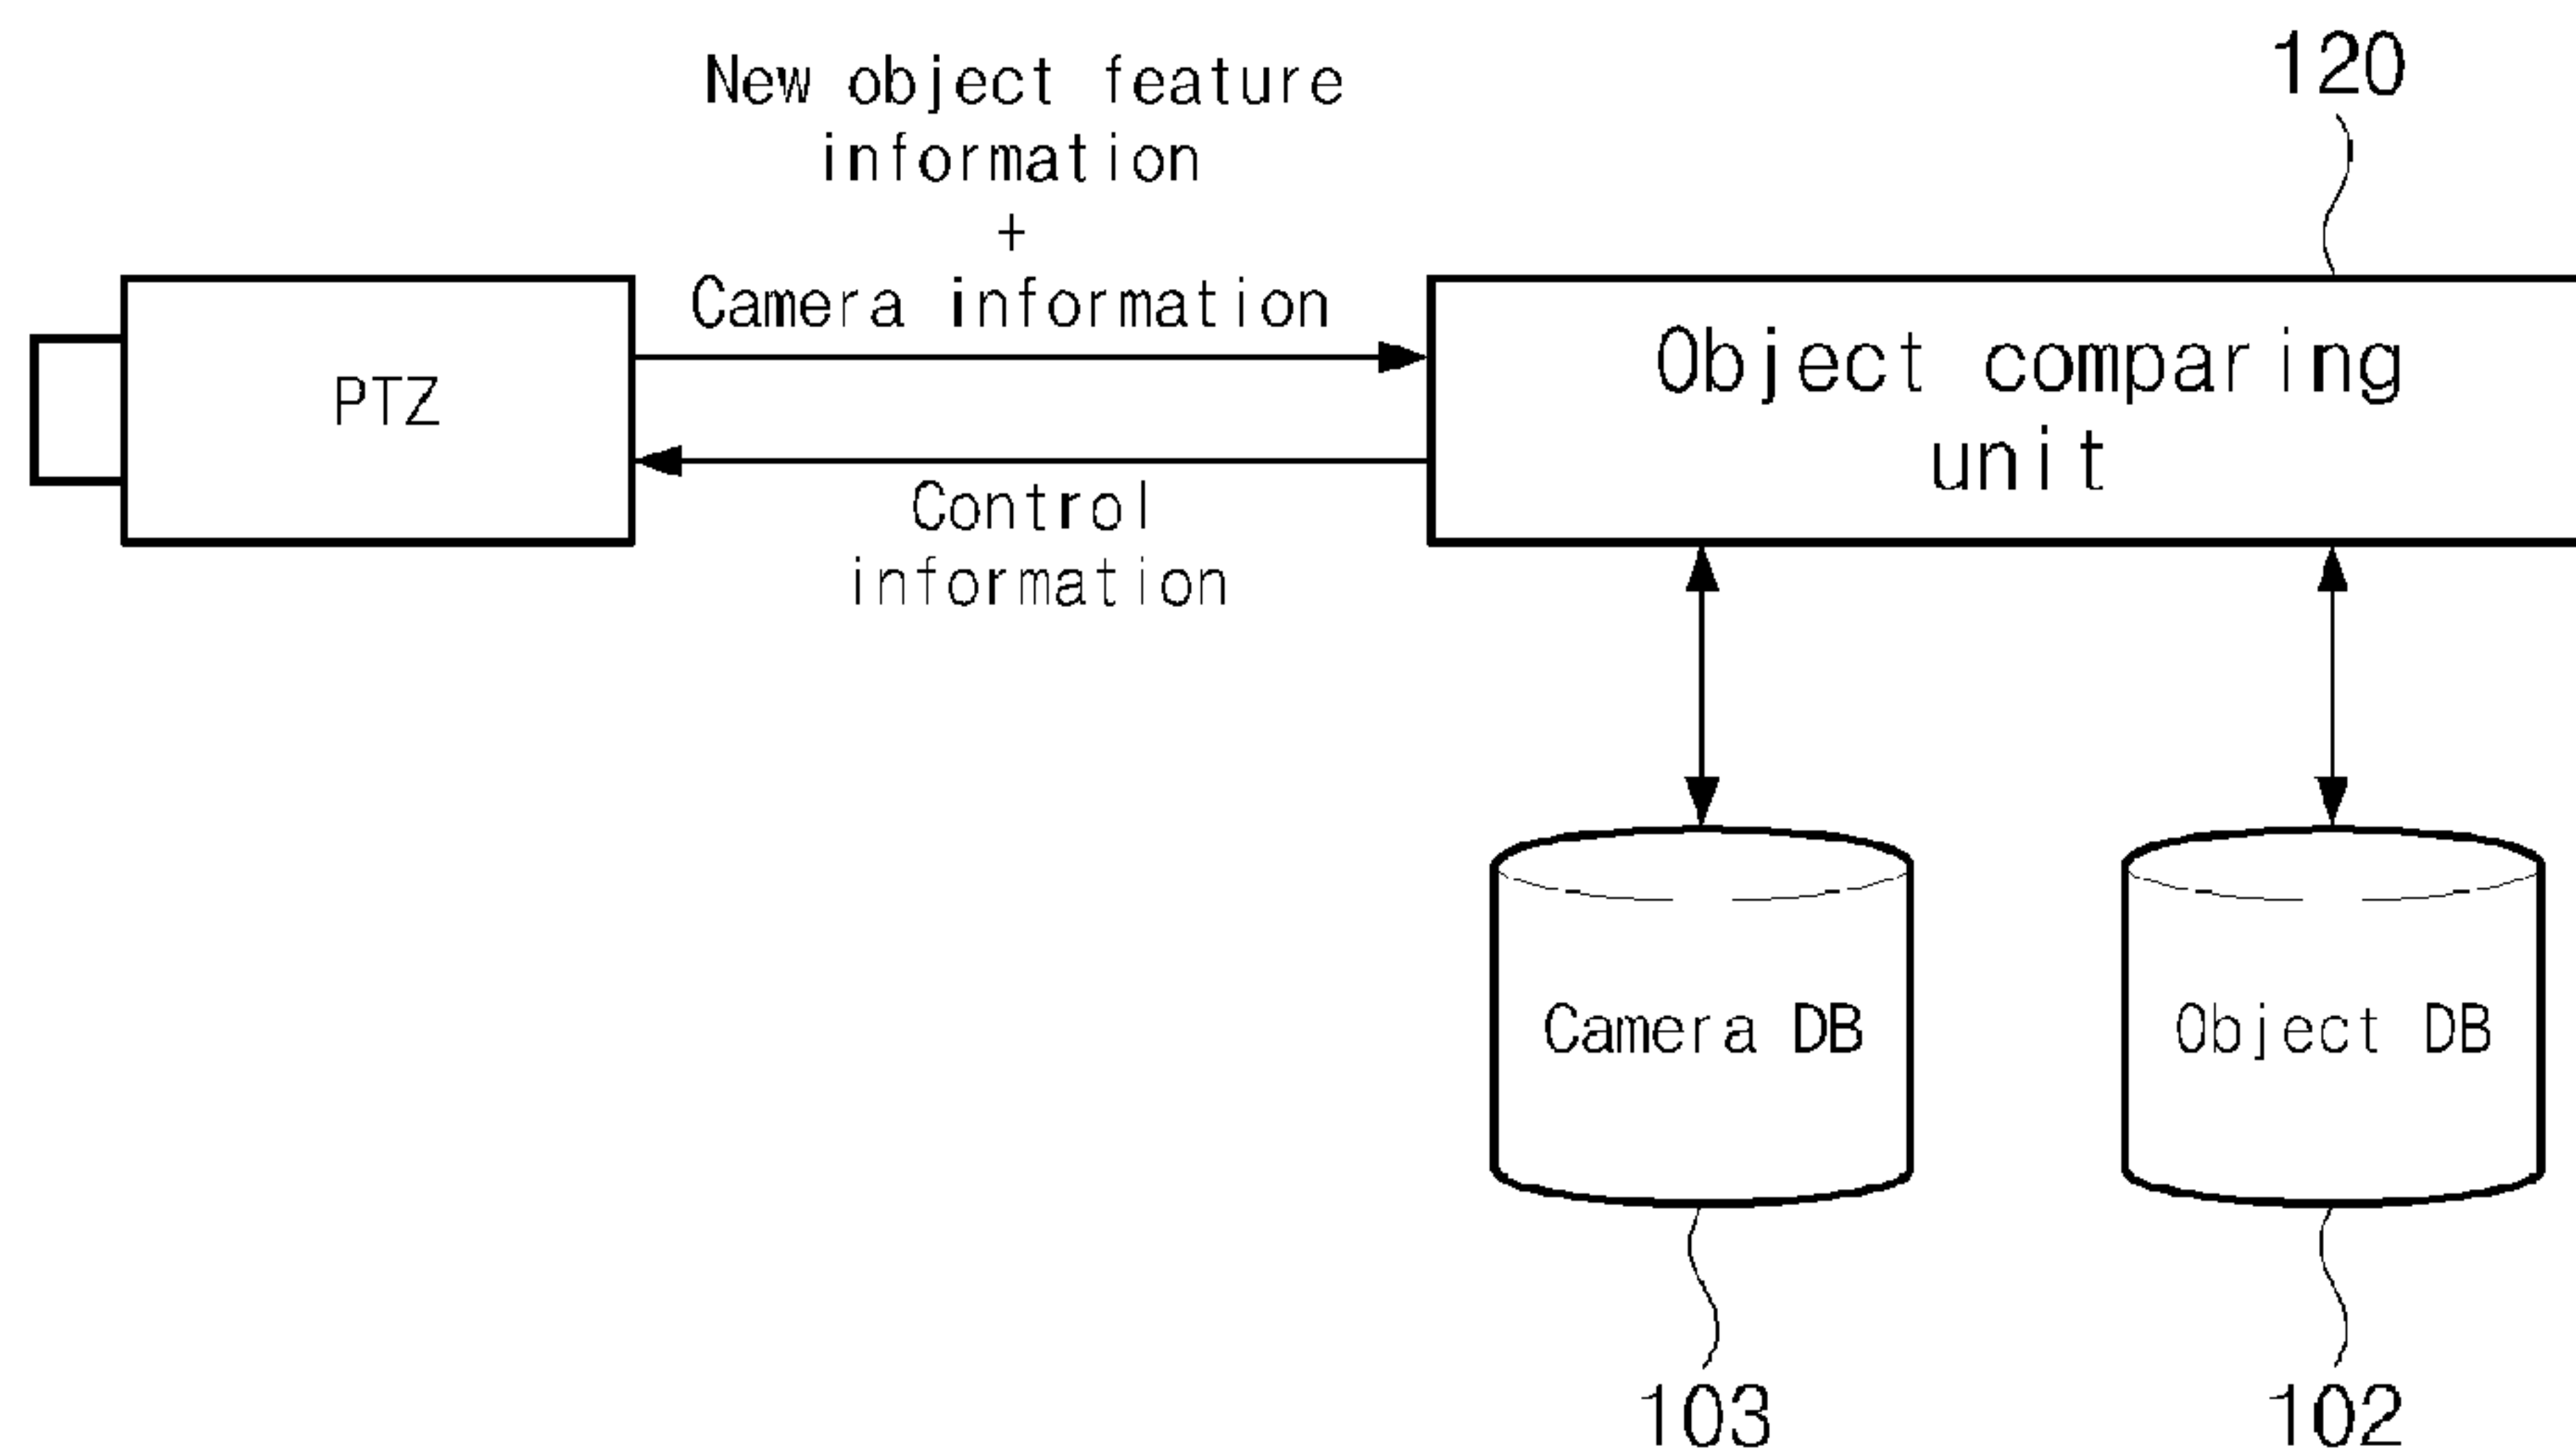 120
New object feature
information
+
Camera information
PTZ
Object comparing
unit
Control
information
Camera DB
Object DB
103
102